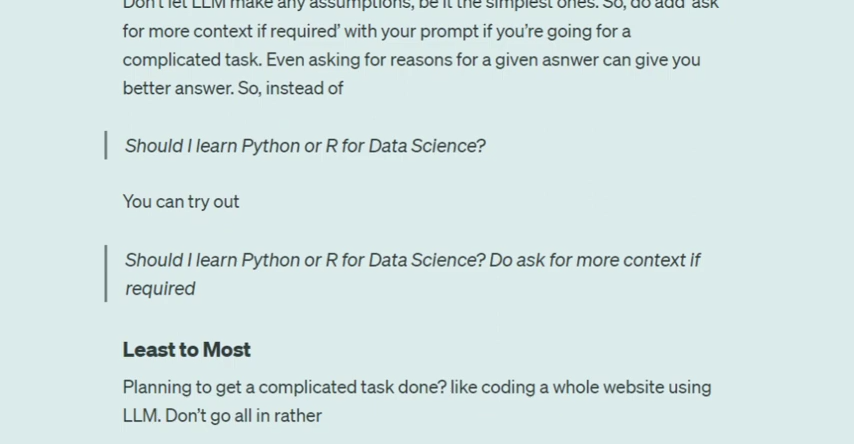 Don't let LLM make any assumptions, be it the simplest ones. So, do add 'ask
for more context if required' with your prompt if you're going for a
complicated task. Even asking for reasons for a given asnwer can give you
better answer. So, instead of
Should I learn Python or R for Data Science?
You can try out
Should I learn Python or R for Data Science? Do ask for more context if
required
Least to Most
Planning to get a complicated task done? like coding a whole website using
LLM. Don't go all in rather